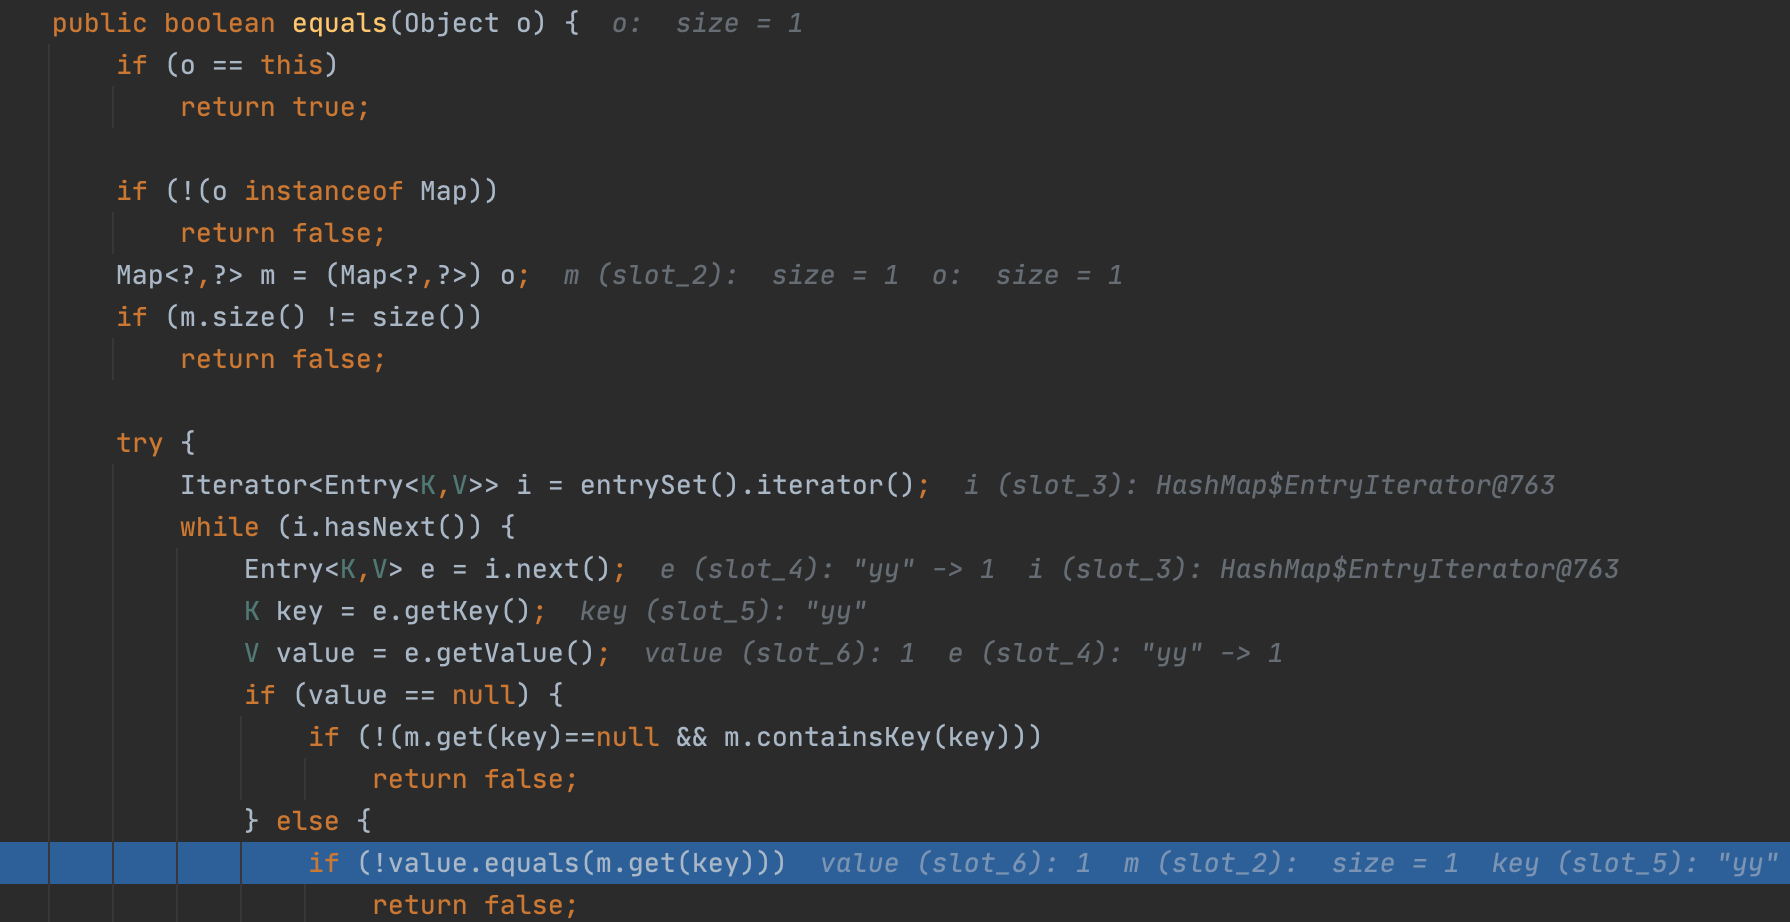 public boolean equals(Object o) {  o:  size = 1
if (o == this)
return true;
if (!(o instanceof Map))
return false;
Map<?,?> m = (Map<?,?>) o;  m (slot_2):  size = 1  o:  size = 1
if (m.size() != size())
return false;
try {
Iterator<Entry<K,V>> i = entrySet().iterator();  i (slot_3): HashMap$EntryIterator@763
while (i.hasNext()) {
Entry<K,V> e = i.next();  e (slot_4): "yy" -> 1  i (slot_3): HashMap$EntryIterator@763
K key = e.getKey();  key (slot_5): "yy"
V value = e.getValue();  value (slot_6): 1  e (slot_4): "yy" -> 1
if (value == null) {
if (!(m.get(key)==null && m.containsKey(key)))
return false;
} else {
if (!value.equals(m.get(key)))  value (slot_6): 1  m (slot_2):  size = 1  key (slot_5): "yy"
return false;